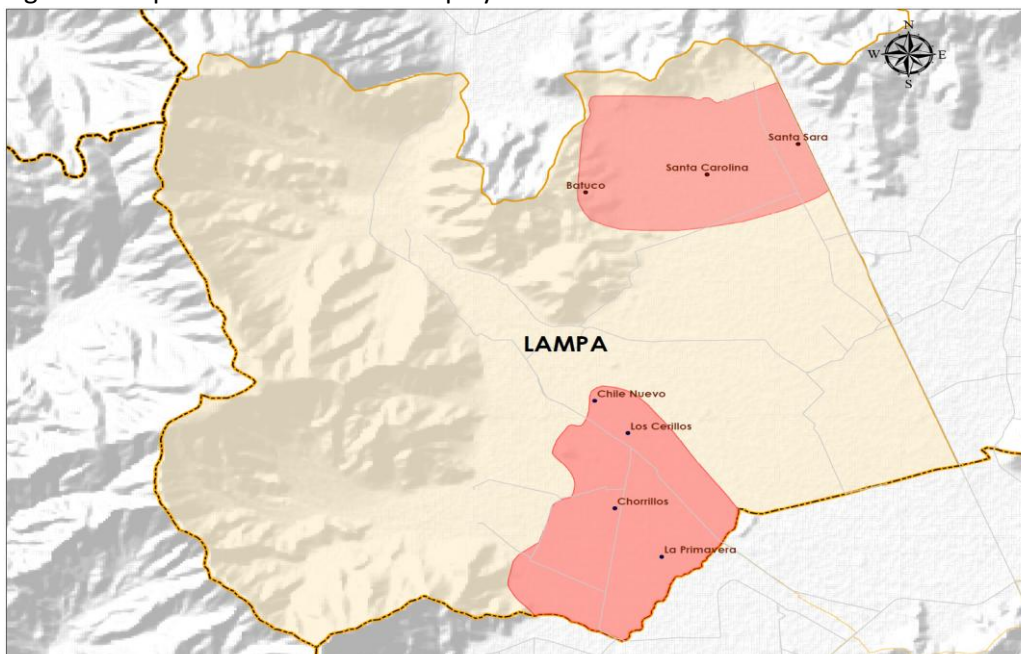 N
W E
S
Santa Sara
Santa Carolina
Batuco
LAMPA
Chile Nuevo
Los Cerillos
Chorrillos
La Primavera